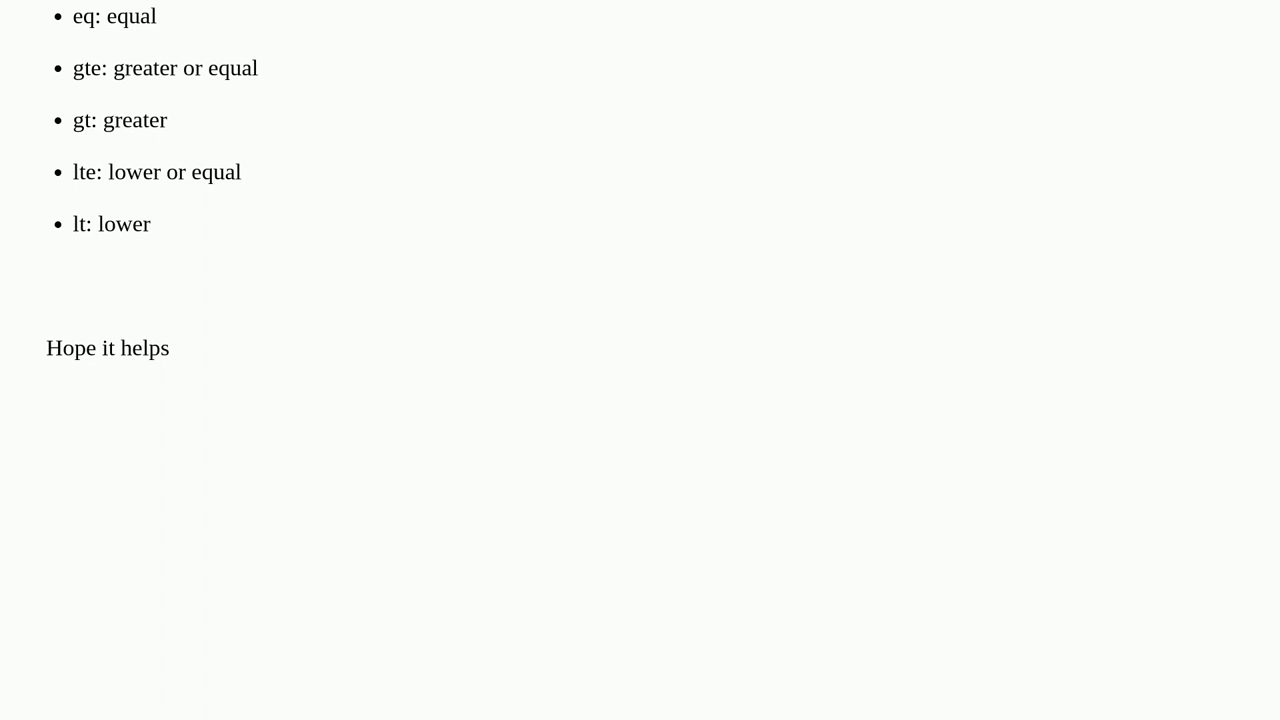 • eq: equal
• gte: greater or equal
• gt: greater
• lte: lower or equal
• lt: lower
Hope it helps